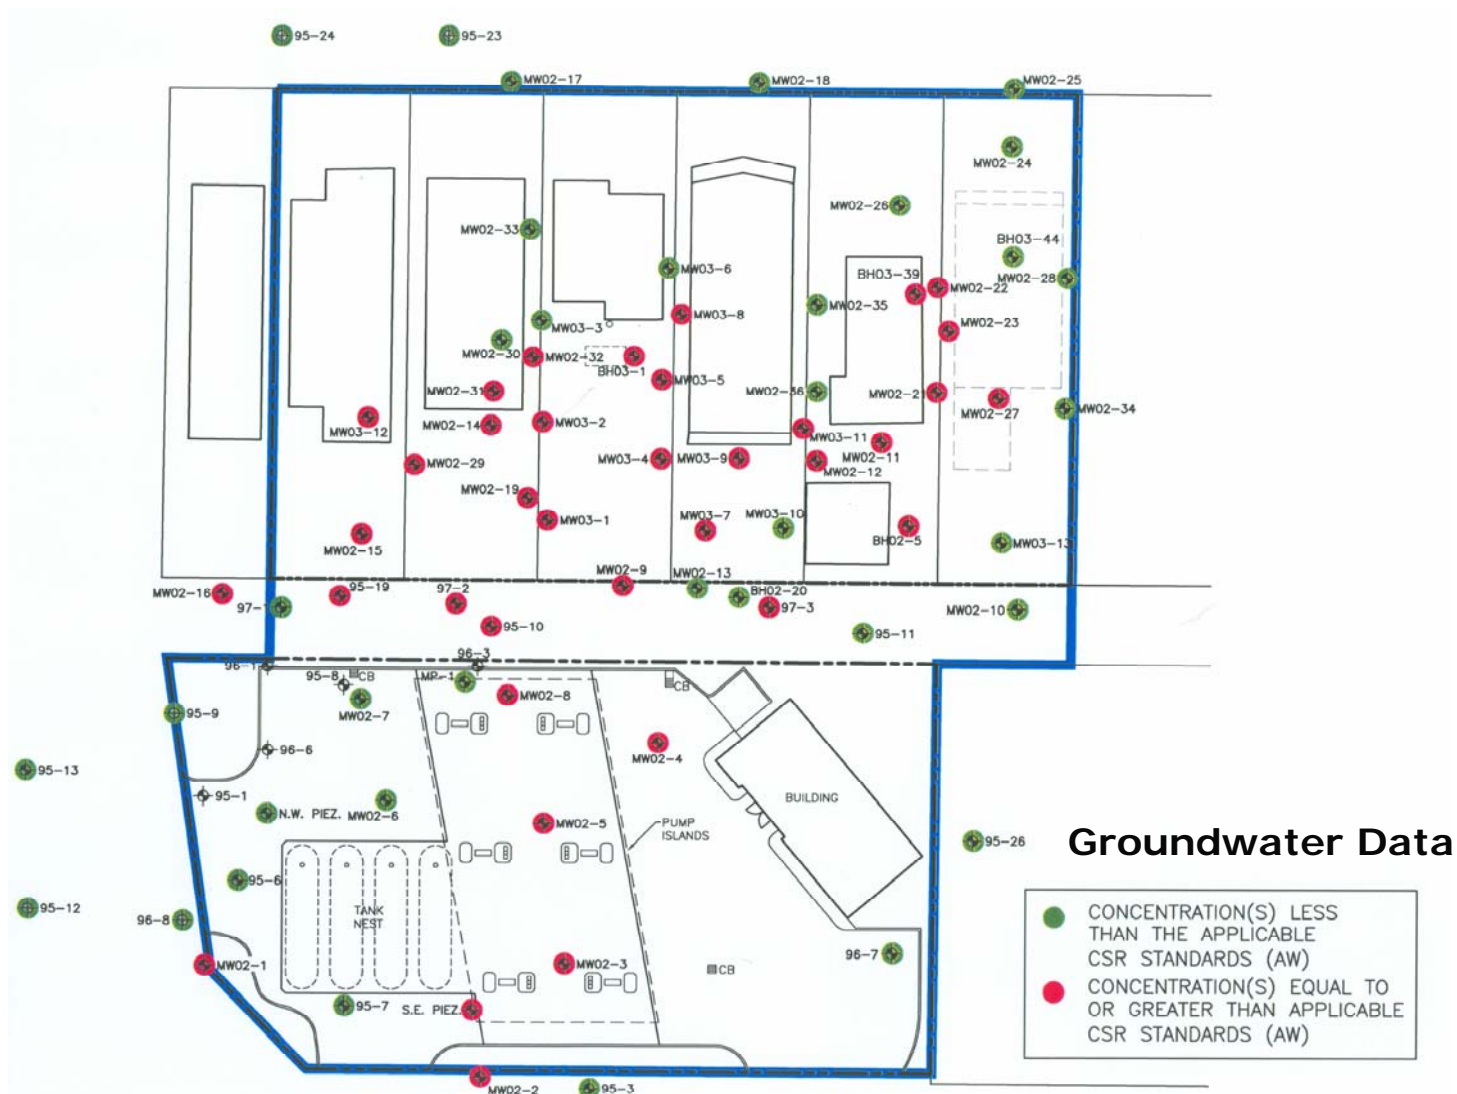 95-24
95-23
MW02-17
MW02-18
MW02-25
MW02-24
MW02-26
MW02-33
BH03-44
MW03-6
MW02-28
BH03-39
MW02-22
MW02-35
MW03-8
MW03-3
MW02-23
MW02-30
MW02-32
BH03-1
MW03-5
MW02-31
MW02-36
MW02-21
MW02-27
MW02-34
MW03-12
MW02-14
MW03-2
MW03-11
MW02-11
MW02-29
MW03-4
MW03-9
MW02-12
MW02-19
MW03-1
MW03-7
MW03-10
BH02-5
MW03-13
MW02-15
MW02-9
MW02-13
MW02-16
95-19
97-2
BH02-20
97-1
97-3
MW02-10
95-10
95-11
96-1
96-3
95-8
CB
MP-1
CB
MW02-8
MW02-7
95-9
96-6
MW02-4
95-13
95-1
BUILDING
N.W. PIEZ.
MW02-6
MW02-5
PUMP
ISLANDS
95-26
Groundwater Data
95-6
95-12
96-8
TANK
NEST
CONCENTRATION(S) LESS
THAN THE APPLICABLE
CSR STANDARDS (AW)
96-7
MW02-1
MW02-3
CB
CONCENTRATION(S) EQUAL TO
OR GREATER THAN APPLICABLE
CSR STANDARDS (AW)
95-7
S.E. PIEZ.
MW02-2
95-3